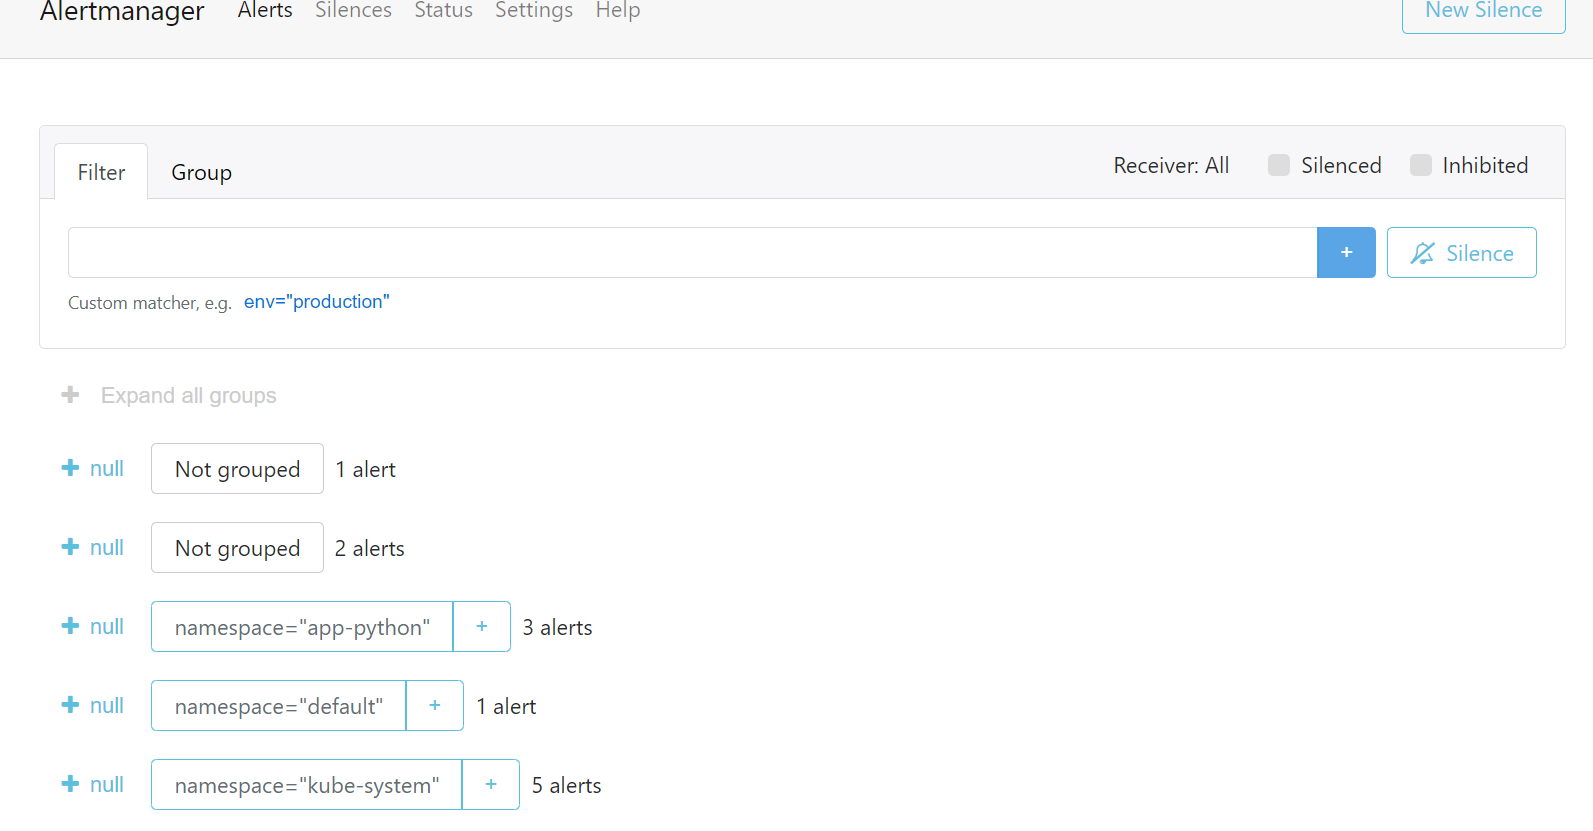 Alertmanager Alerts Silences Status Settings Help New Silence
Filter Group Receiver: All Silenced Inhibited
+ Silence
Custom matcher, e.g. env="production"
+ Expand all groups
+ null Not grouped 1 alert
+ null Not grouped 2 alerts
+ null namespace="app-python" + 3 alerts
+ null namespace="default" + 1 alert
+ null namespace="kube-system" + 5 alerts